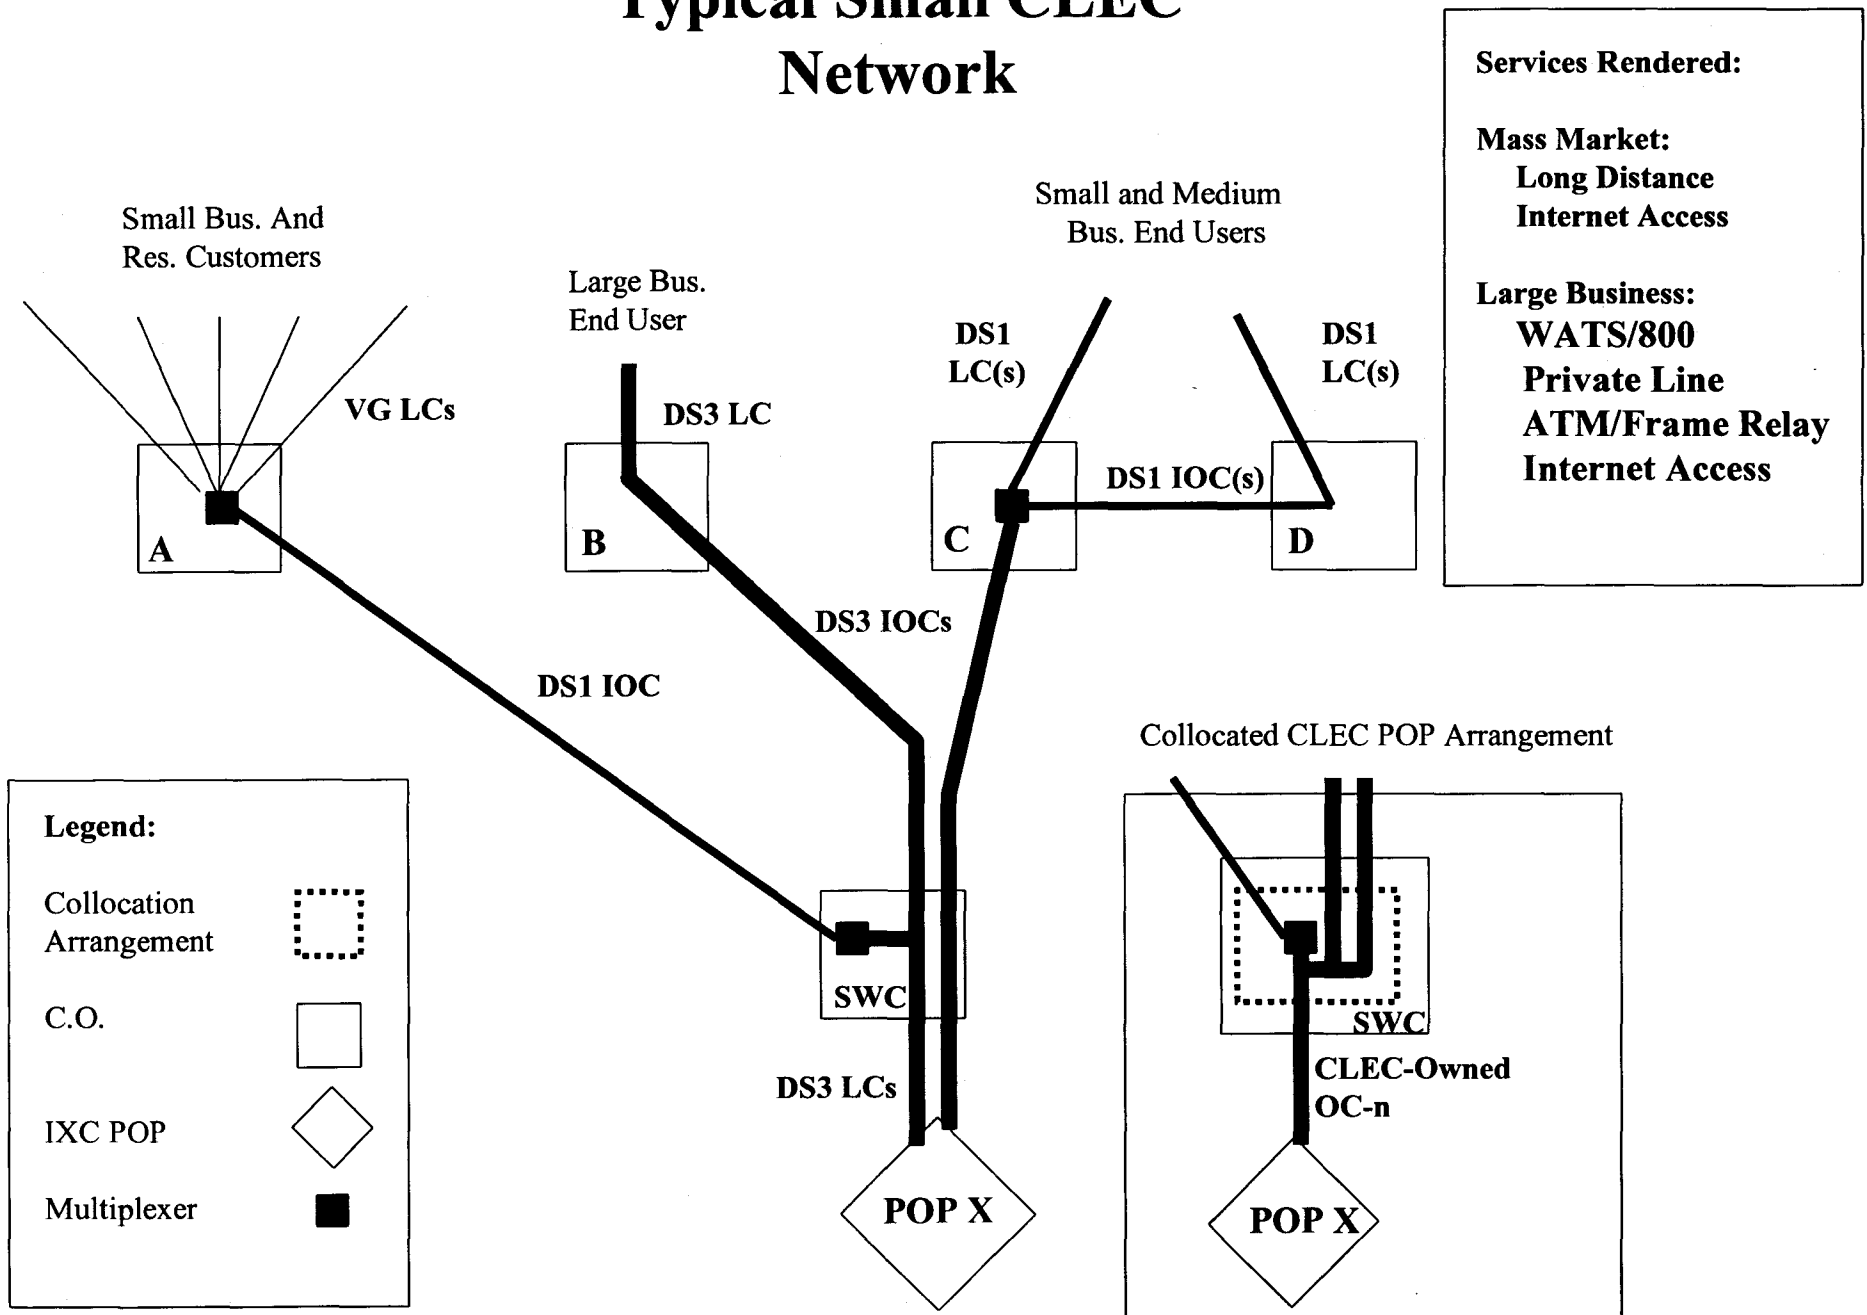 Typical Small CLEC
Network
Services Rendered:
Mass Market:
Long Distance
Internet Access
Large Business:
WATS/800
Private Line
ATM/Frame Relay
Internet Access
Small Bus. And
Res. Customers
Large Bus.
End User
Small and Medium
Bus. End Users
VG LCs
DS3 LC
DS1
LC(s)
DS1
LC(s)
DS1 IOC(s)
A
B
C
D
DS3 IOCs
DS1 IOC
Collocated CLEC POP Arrangement
Legend:
Collocation
Arrangement
C.O.
IXC POP
Multiplexer
SWC
DS3 LCs
POP X
SWC
CLEC-Owned
OC-n
POP X